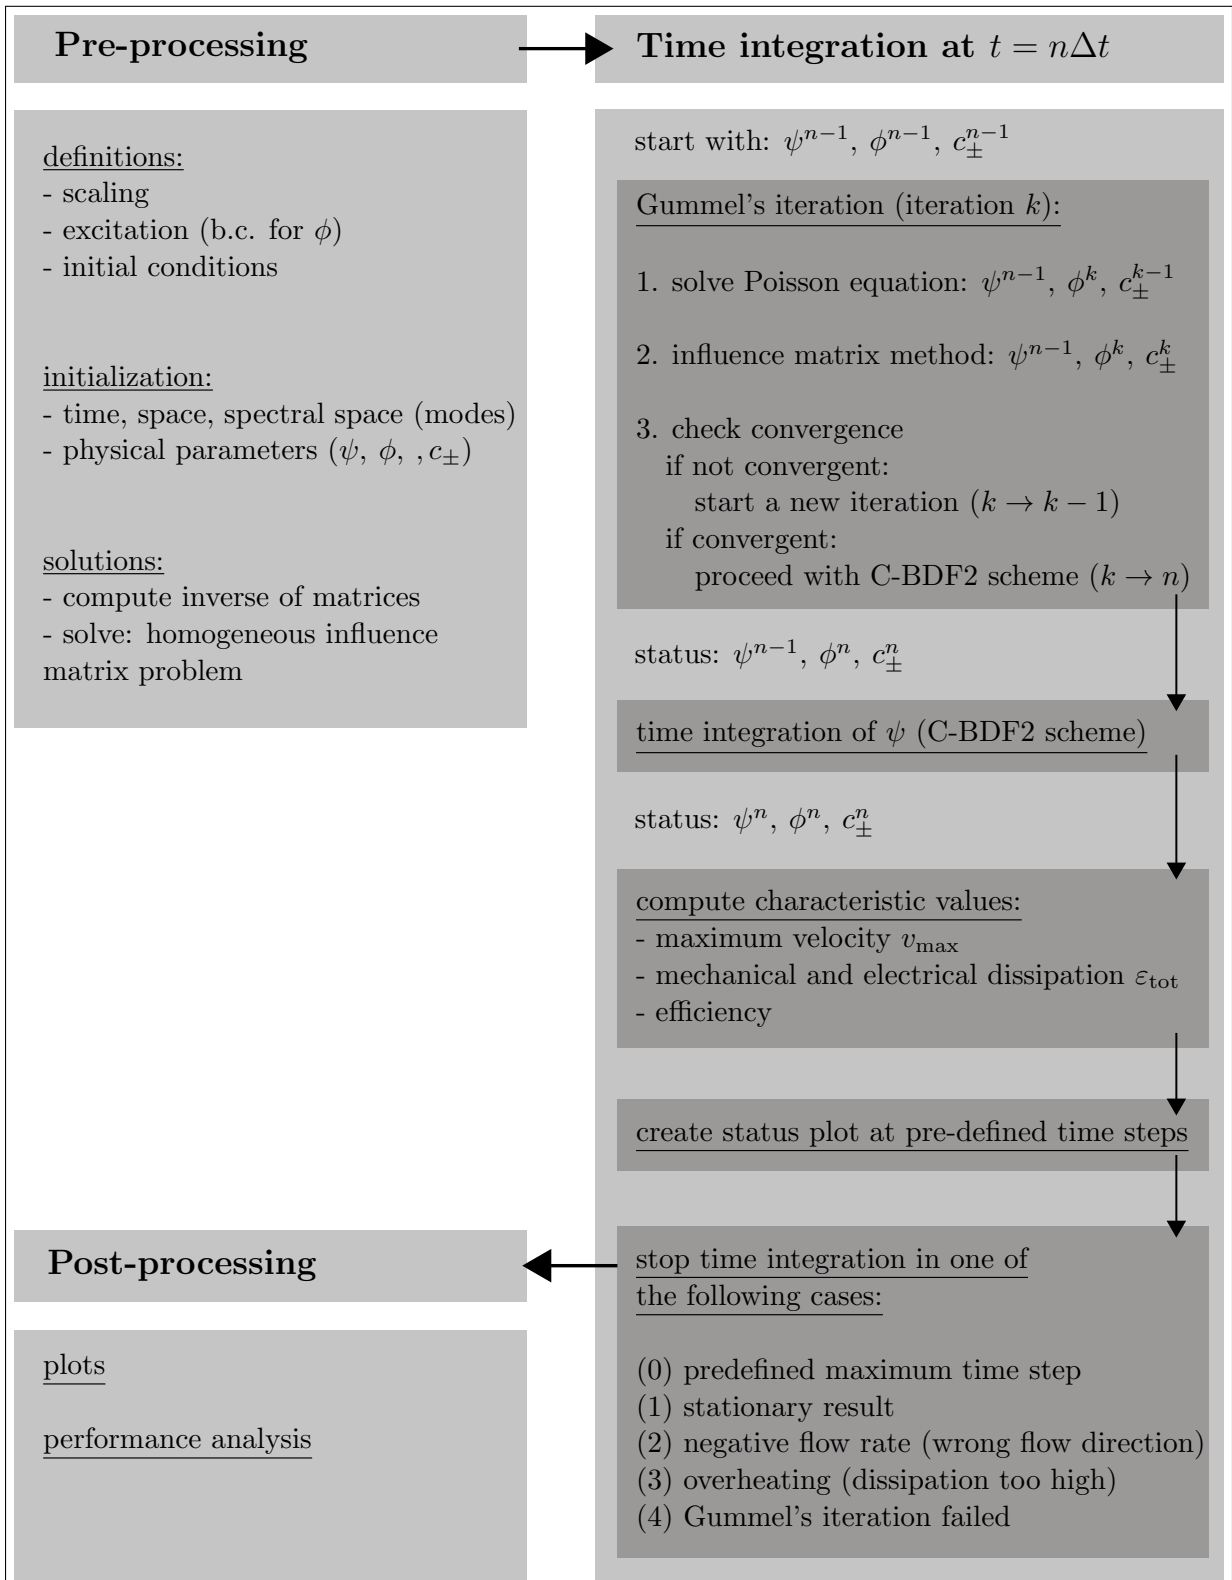 Pre-processing
definitions:
- scaling
- excitation (b.c. for ϕ)
- initial conditions
initialization:
- time, space, spectral space (modes)
- physical parameters (ψ, ϕ, , c±)
solutions:
- compute inverse of matrices
- solve: homogeneous influence
matrix problem
Time integration at t = nΔt
start with: ψ^{n−1}, ϕ^{n−1}, c_±^{n−1}
Gummel's iteration (iteration k):
1. solve Poisson equation: ψ^{n−1}, ϕ^k, c_±^{k−1}
2. influence matrix method: ψ^{n−1}, ϕ^k, c_±^k
3. check convergence
if not convergent:
start a new iteration (k → k − 1)
if convergent:
proceed with C-BDF2 scheme (k → n)
status: ψ^{n−1}, ϕ^n, c_±^n
time integration of ψ (C-BDF2 scheme)
status: ψ^n, ϕ^n, c_±^n
compute characteristic values:
- maximum velocity v_max
- mechanical and electrical dissipation ε_tot
- efficiency
create status plot at pre-defined time steps
stop time integration in one of
the following cases:
(0) predefined maximum time step
(1) stationary result
(2) negative flow rate (wrong flow direction)
(3) overheating (dissipation too high)
(4) Gummel's iteration failed
Post-processing
plots
performance analysis